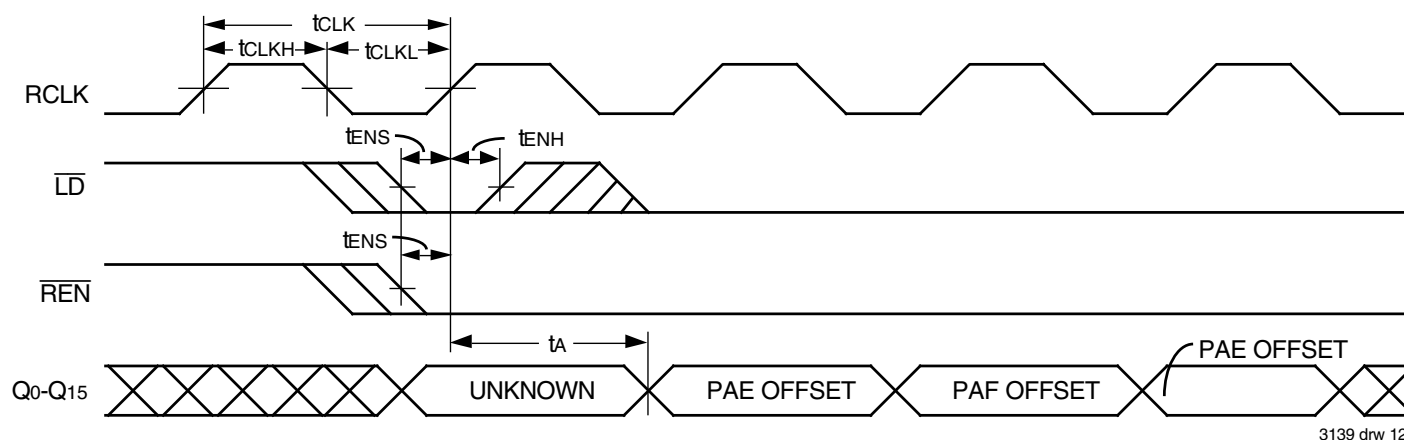 tCLK
tCLKH
tCLKL
RCLK
tENS
tENH
LD
tENS
REN
tA
PAE OFFSET
Q0-Q15
UNKNOWN
PAE OFFSET
PAF OFFSET
3139 drw 12